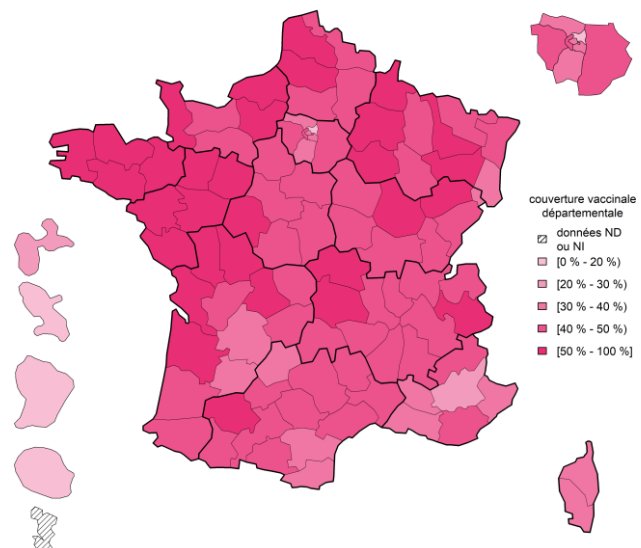 couverture vaccinale
départementale
données ND
ou NI
[0 % - 20 %)
[20 % - 30 %)
[30 % - 40 %)
[40 % - 50 %)
[50 % - 100 %]